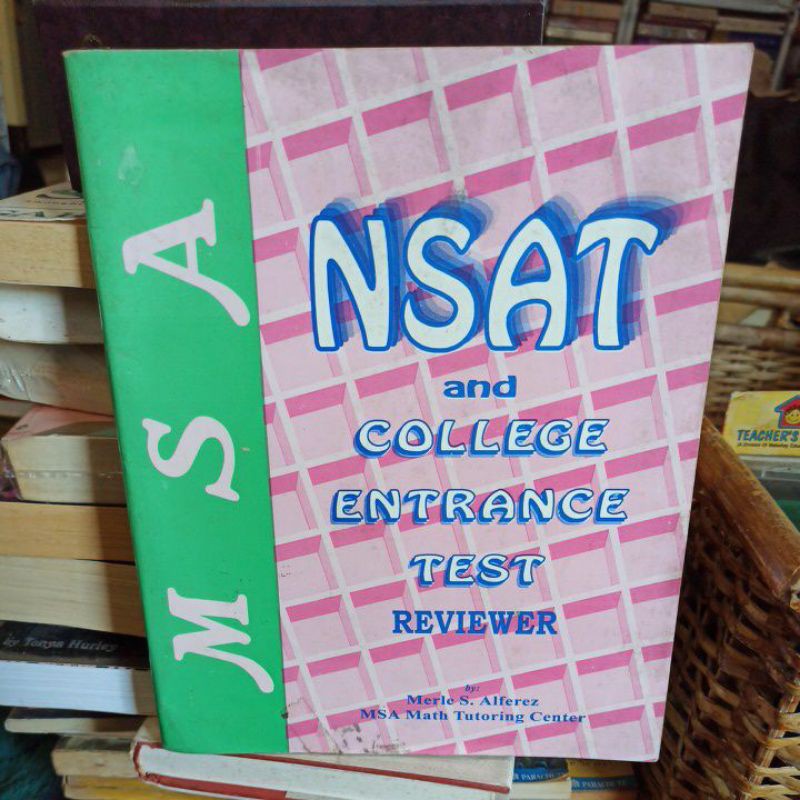 MSA
NSAT
and
COLLEGE
ENTRANCE
TEST
REVIEWER
by:
Merle S. Alferez
MSA Math Tutoring Center
by Tonya Hurley
TEACHER'S